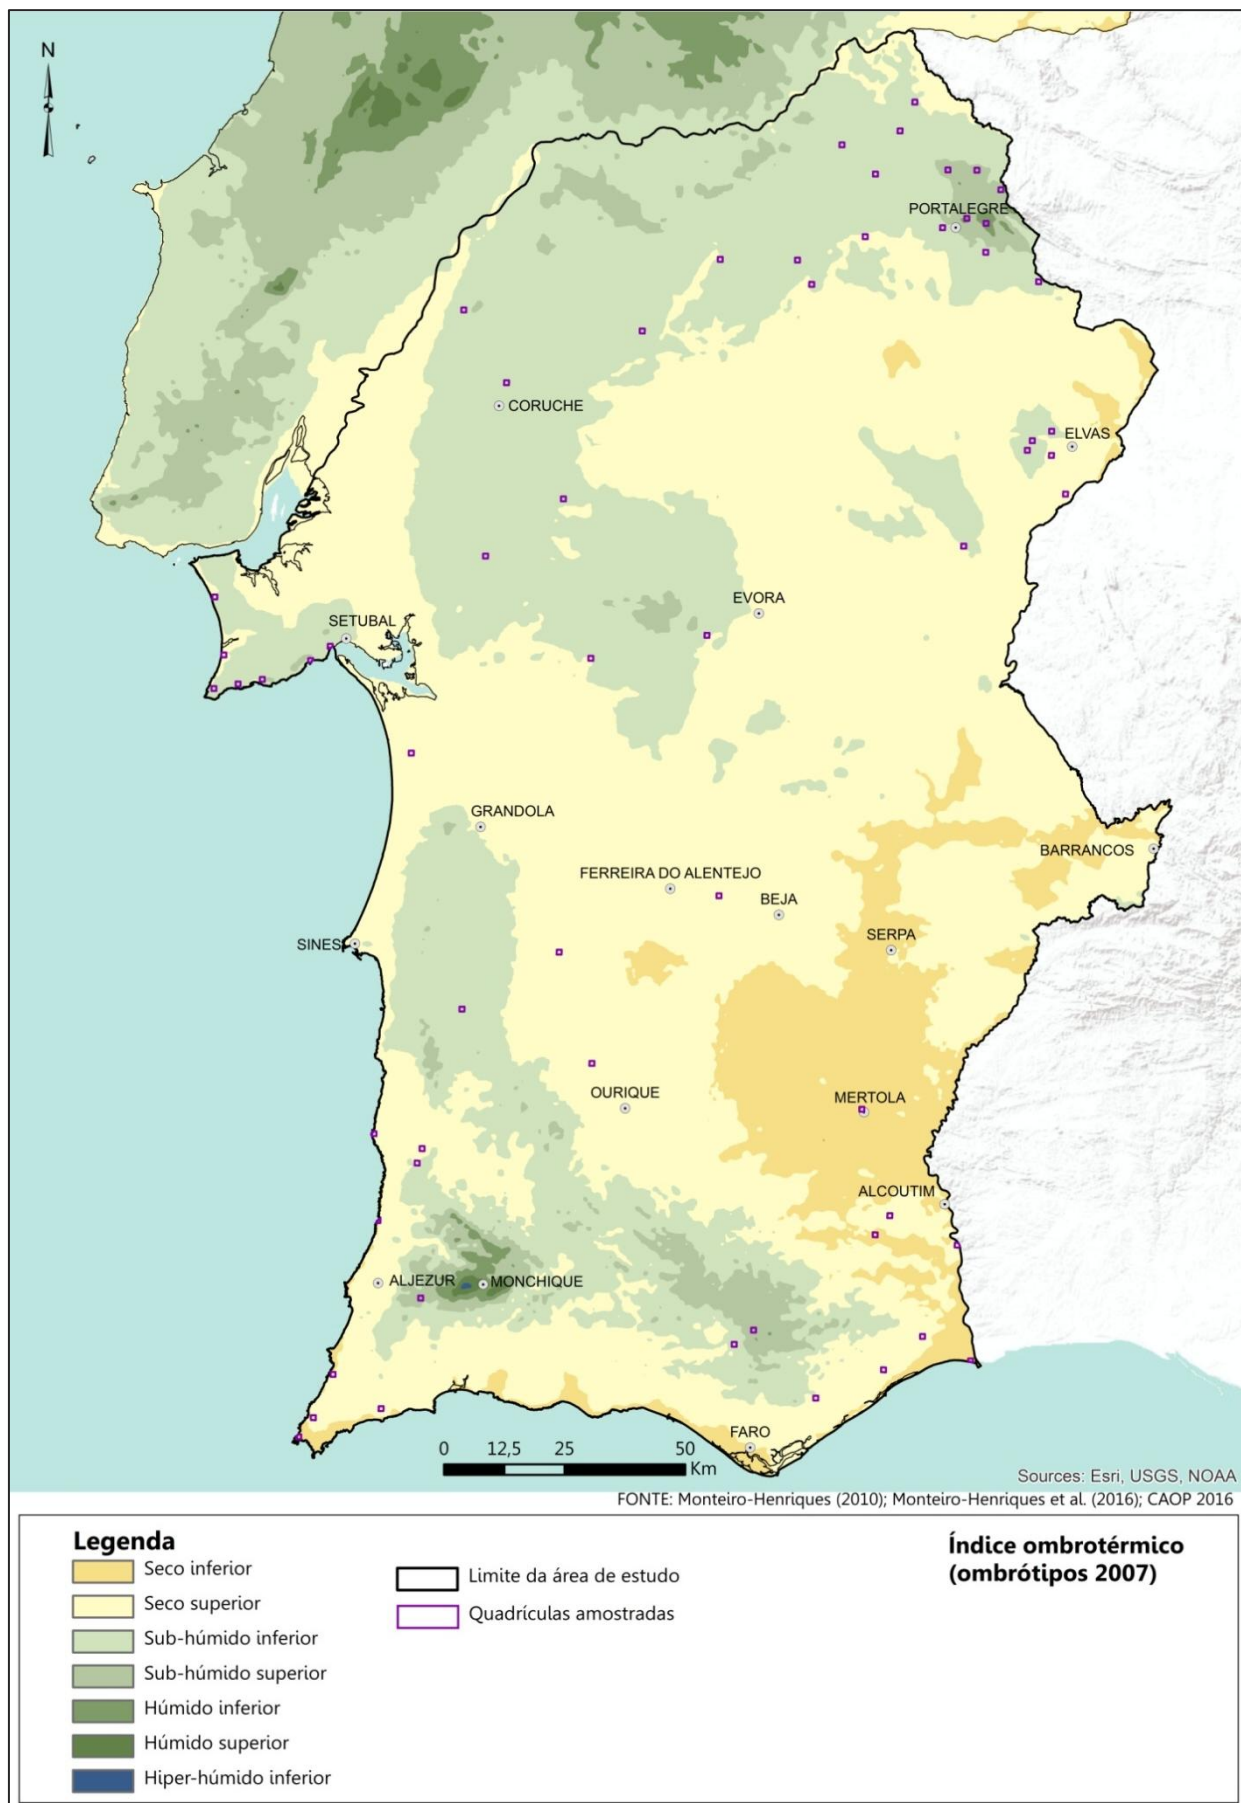 N
PORTALEGRE
CORUCHE
ELVAS
EVORA
SETUBAL
GRANDOLA
BARRANCOS
FERREIRA DO ALENTEJO
BEJA
SERPA
SINES
MERTOLA
OURIQUE
ALCOUTIM
ALJEZUR
MONCHIQUE
FARO
0 12,5 25 50
Km
Sources: Esri, USGS, NOAA
FONTE: Monteiro-Henriques (2010); Monteiro-Henriques et al. (2016); CAOP 2016
Legenda
Seco inferior
Seco superior
Sub-húmido inferior
Sub-húmido superior
Húmido inferior
Húmido superior
Hiper-húmido inferior
Limite da área de estudo
Quadrículas amostradas
Índice ombrotérmico
(ombrótipos 2007)